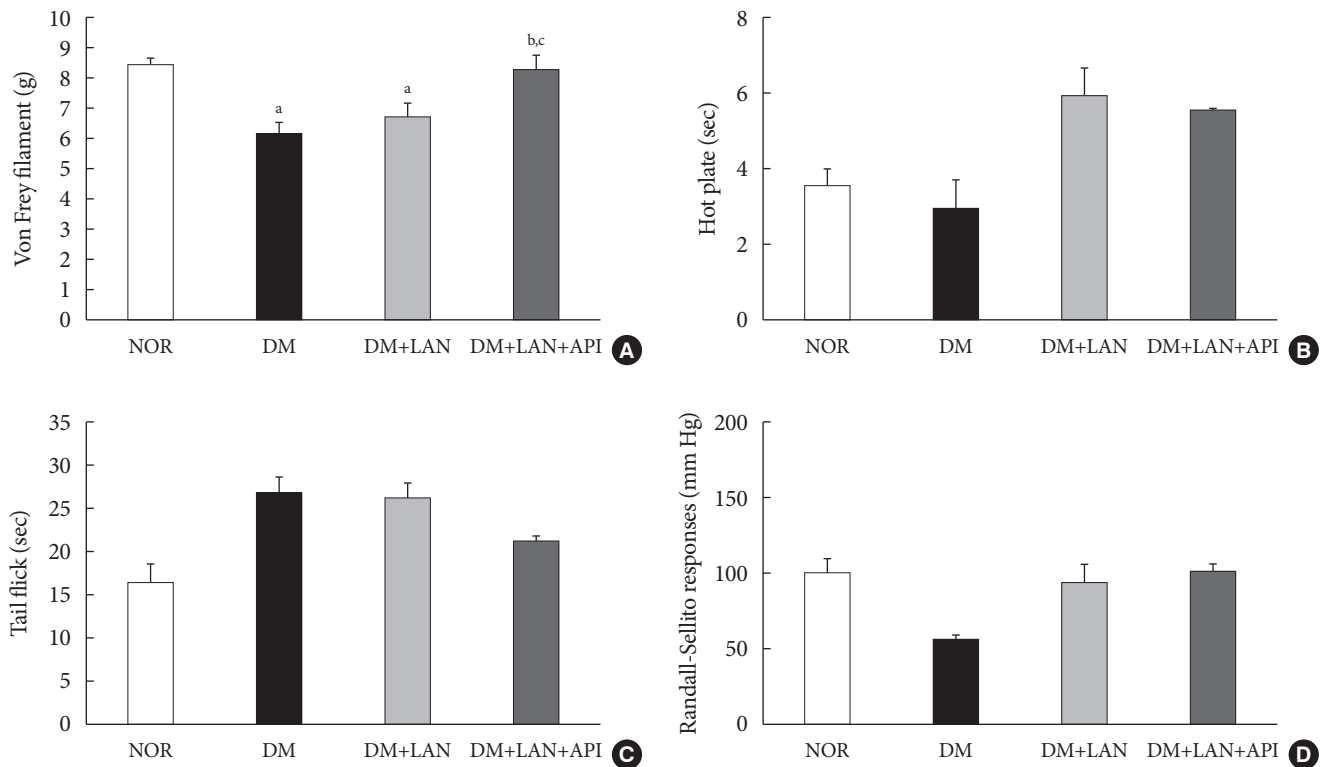 Von Frey filament (g)
10
9
8
7
6
5
4
3
2
1
0
a
a
b,c
NOR DM DM+LAN DM+LAN+API A
Hot plate (sec)
8
6
4
2
0
NOR DM DM+LAN DM+LAN+API B
Tail flick (sec)
35
30
25
20
15
10
5
0
NOR DM DM+LAN DM+LAN+API C
Randall-Sellito responses (mm Hg)
200
150
100
50
0
NOR DM DM+LAN DM+LAN+API D